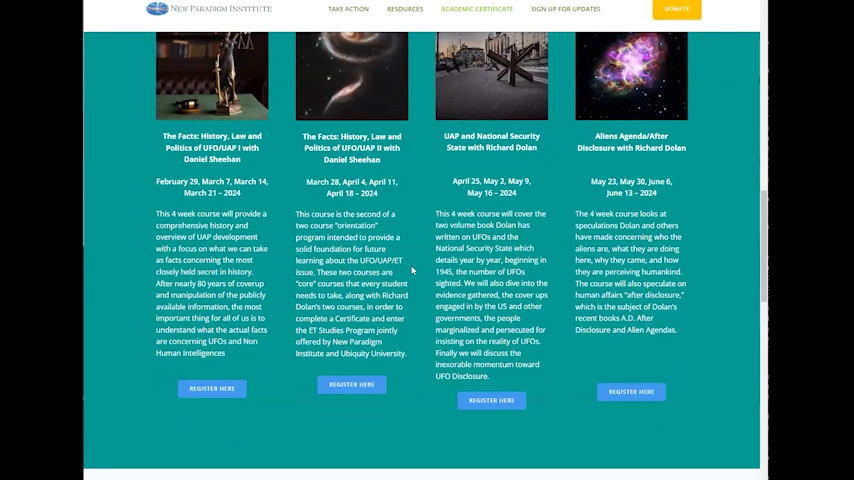 NEW PARADIGM INSTITUTE
TAKE ACTION
RESOURCES
ACADEMIC CERTIFICATE
SIGN UP FOR UPDATES
DONATE
The Facts: History, Law and
Politics of UFO/UAP I with
Daniel Sheehan
February 29, March 7, March 14,
March 21 – 2024
This 4 week course will provide a
comprehensive history and
overview of UAP development
with a focus on what we can take
as facts concerning the most
closely held secret in history.
After nearly 80 years of coverup
and manipulation of the publicly
available information, the most
important thing for all of us is to
understand what the actual facts
are concerning UFOs and Non
Human Intelligences
REGISTER HERE
The Facts: History, Law and
Politics of UFO/UAP II with
Daniel Sheehan
March 28, April 4, April 11,
April 18 – 2024
This course is the second of a
two course “orientation”
program intended to provide a
solid foundation for future
learning about the UFO/UAP/ET
issue. These two courses are
“core” courses that every student
needs to take, along with Richard
Dolan’s two courses, in order to
complete a Certificate and enter
the ET Studies Program jointly
offered by New Paradigm
Institute and Ubiquity University.
REGISTER HERE
UAP and National Security
State with Richard Dolan
April 25, May 2, May 9,
May 16 – 2024
This 4 week course will cover the
two volume book Dolan has
written on UFOs and the
National Security State which
details year by year, beginning in
1945, the number of UFOs
sighted. We will also dive into the
evidence gathered, the cover ups
engaged in by the US and other
governments, the people
marginalized and persecuted for
insisting on the reality of UFOs.
Finally we will discuss the
inexorable momentum toward
UFO Disclosure.
REGISTER HERE
Aliens Agenda/After
Disclosure with Richard Dolan
May 23, May 30, June 6,
June 13 – 2024
The 4 week course looks at
speculations Dolan and others
have made concerning who the
aliens are, what they are doing
here, why they came, and how
they are perceiving humankind.
The course will also speculate on
human affairs “after disclosure,”
which is the subject of Dolan’s
recent books A.D. After
Disclosure and Alien Agendas.
REGISTER HERE